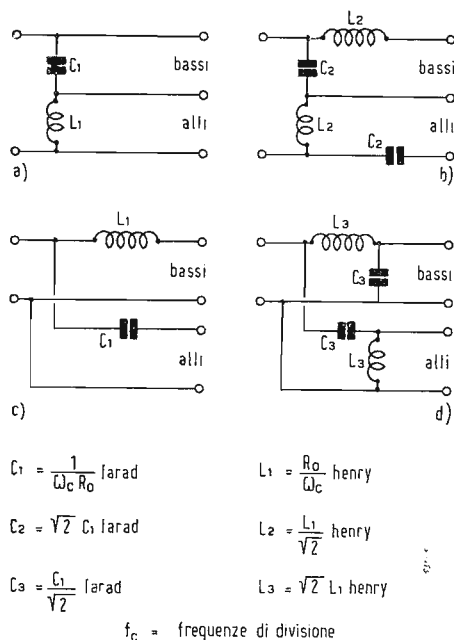 C1
bassi
L1
alti
a)
L2
C2
bassi
L2
alti
C2
b)
L1
bassi
C1
alti
c)
L3
C3
bassi
C3
L3
alti
d)
C1 = 1 / ωc Ro farad
L1 = Ro / ωc henry
C2 = √2 C1 farad
L2 = L1 / √2 henry
C3 = C1 / √2 farad
L3 = √2 L1 henry
fc = frequenze di divisione